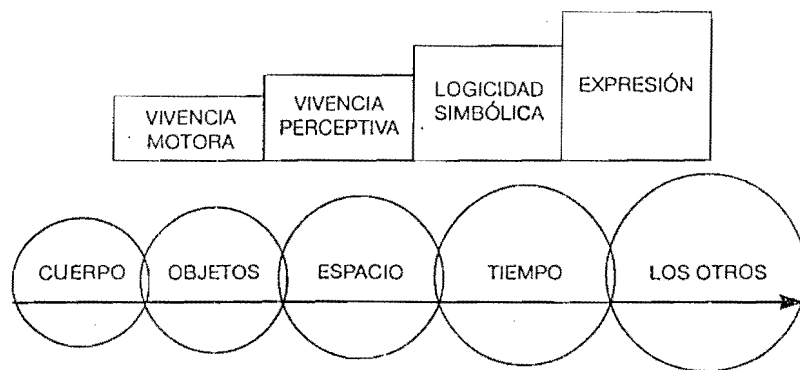 VIVENCIA
MOTORA
VIVENCIA
PERCEPTIVA
LOGICIDAD
SIMBÓLICA
EXPRESIÓN
CUERPO
OBJETOS
ESPACIO
TIEMPO
LOS OTROS